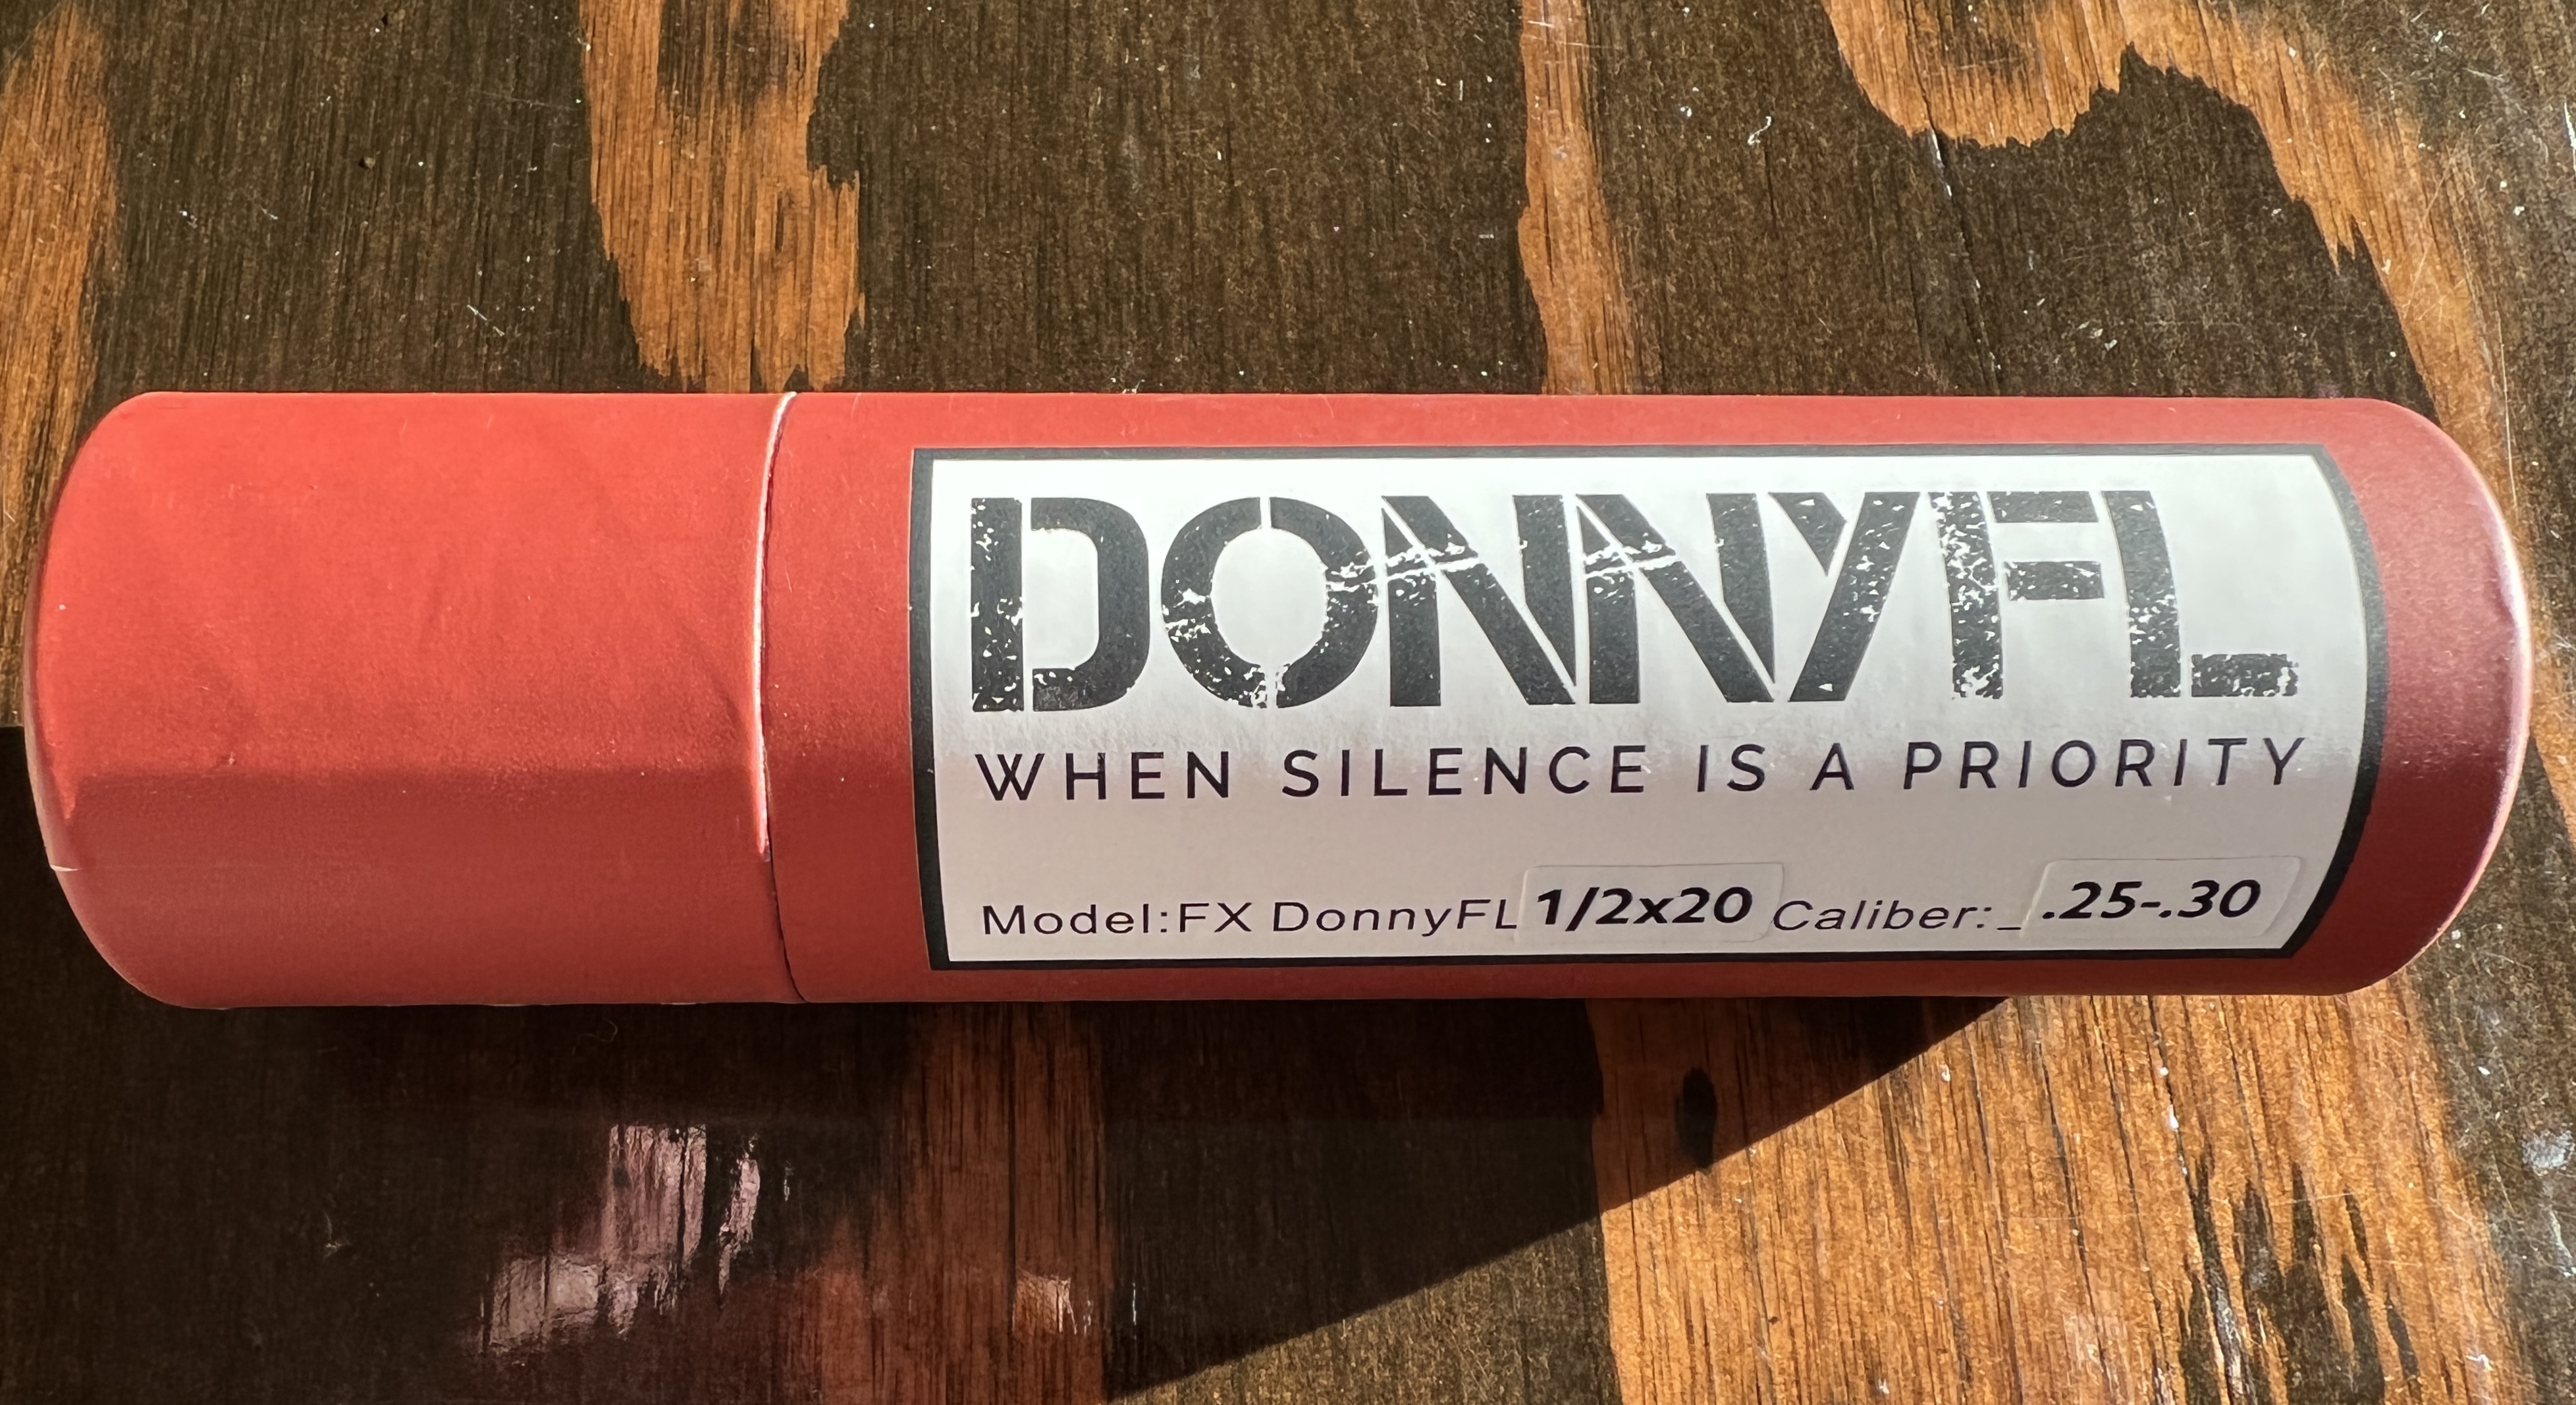 DONNYFL
WHEN SILENCE IS A PRIORITY
Model:FX DonnyFL 1/2x20 Caliber:_ .25-.30